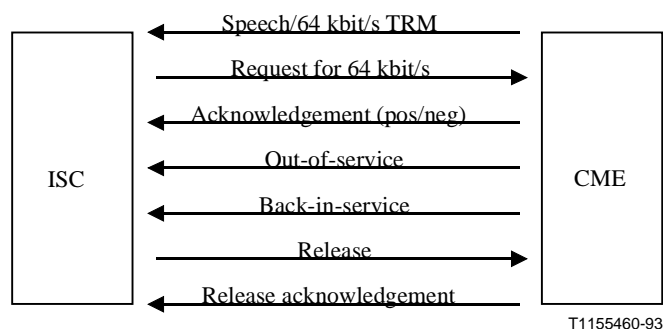 Speech/64 kbit/s TRM
Request for 64 kbit/s
Acknowledgement (pos/neg)
Out-of-service
ISC
CME
Back-in-service
Release
Release acknowledgement
T1155460-93